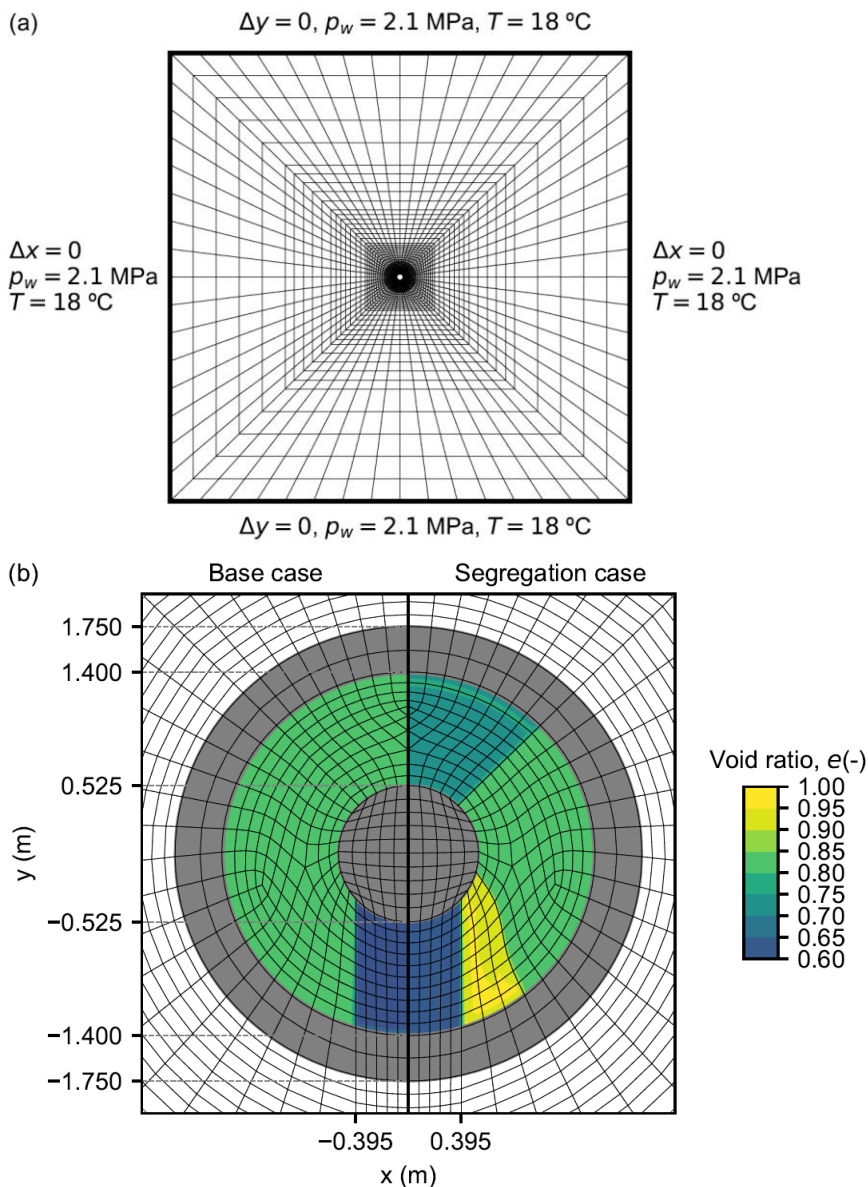 (a)
Δy = 0, p_w = 2.1 MPa, T = 18 ºC
Δx = 0
p_w = 2.1 MPa
T = 18 ºC
Δx = 0
p_w = 2.1 MPa
T = 18 ºC
Δy = 0, p_w = 2.1 MPa, T = 18 ºC
(b)
Base case
Segregation case
1.750
1.400
0.525
−0.525
−1.400
−1.750
y (m)
−0.395
0.395
x (m)
Void ratio, e(-)
1.00
0.95
0.90
0.85
0.80
0.75
0.70
0.65
0.60